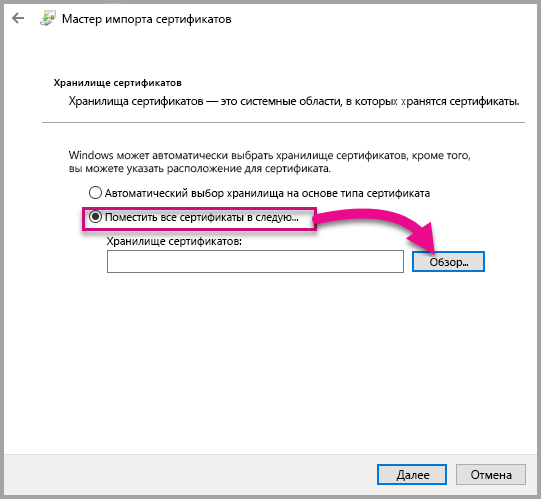 Мастер импорта сертификатов
Хранилище сертификатов
Хранилища сертификатов — это системные области, в которых хранятся сертификаты.
Windows может автоматически выбрать хранилище сертификатов, кроме того,
вы можете указать расположение для сертификата.
Автоматический выбор хранилища на основе типа сертификата
Поместить все сертификаты в следую...
Хранилище сертификатов:
Обзор...
Далее
Отмена